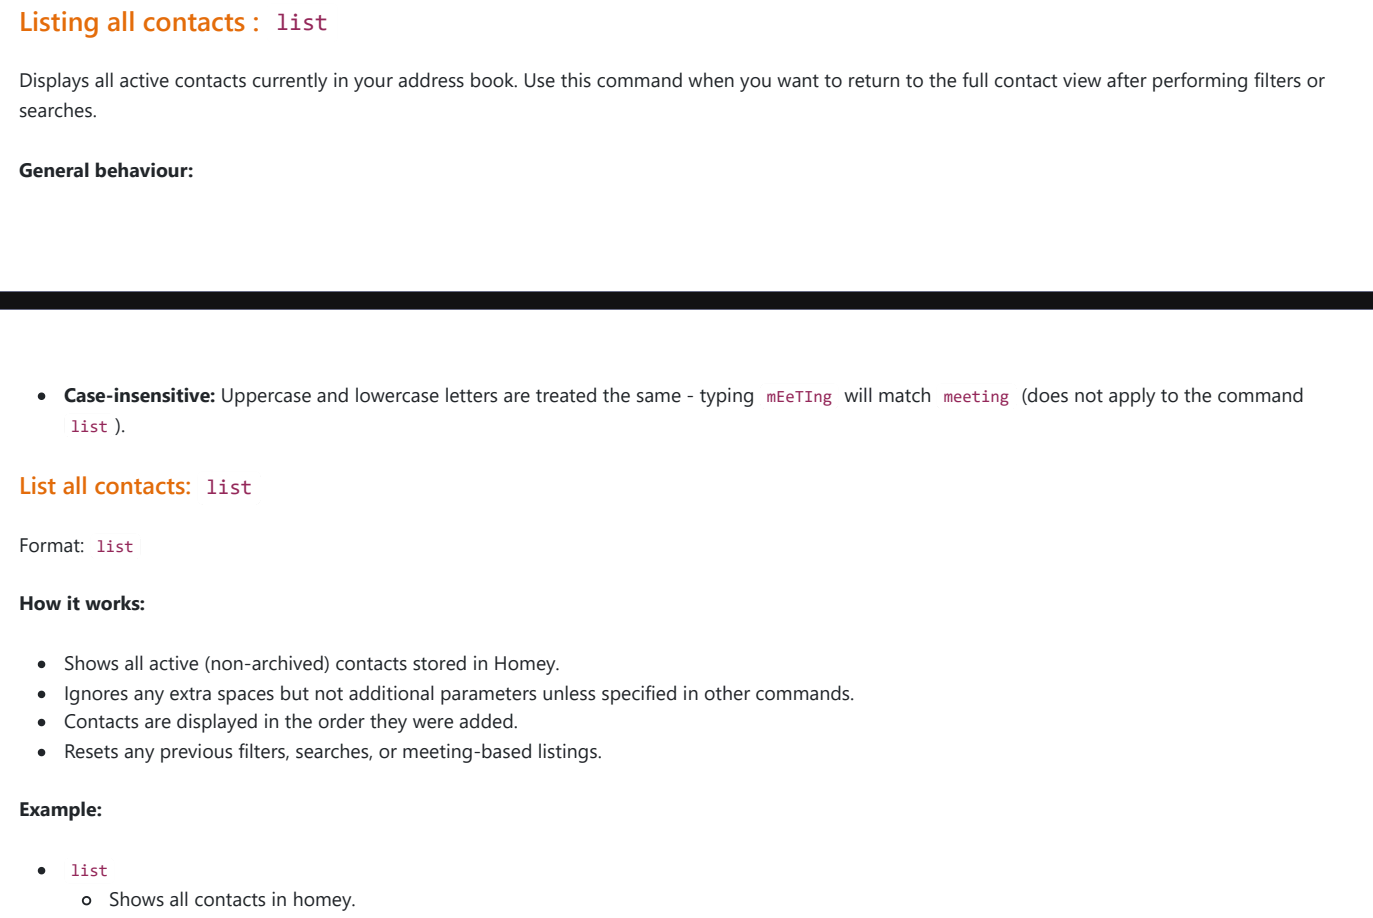 Listing all contacts : list
Displays all active contacts currently in your address book. Use this command when you want to return to the full contact view after performing filters or
searches.
General behaviour:
Case-insensitive: Uppercase and lowercase letters are treated the same - typing mEeTIng will match meeting (does not apply to the command
list ).
List all contacts: list
Format: list
How it works:
Shows all active (non-archived) contacts stored in Homey.
Ignores any extra spaces but not additional parameters unless specified in other commands.
Contacts are displayed in the order they were added.
Resets any previous filters, searches, or meeting-based listings.
Example:
list
Shows all contacts in homey.